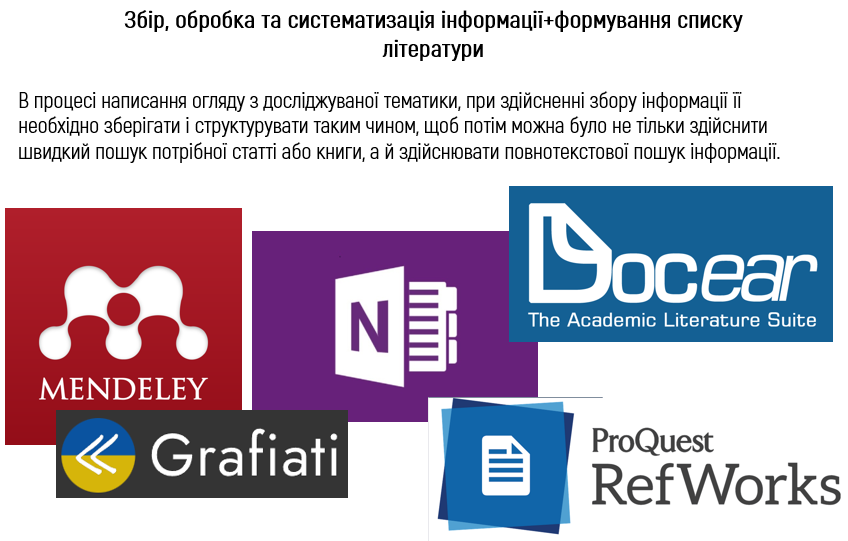 Збір, обробка та систематизація інформації+формування списку
літератури
В процесі написання огляду з досліджуваної тематики, при здійсненні збору інформації її
необхідно зберігати і структурувати таким чином, щоб потім можна було не тільки здійснити
швидкий пошук потрібної статті або книги, а й здійснювати повнотекстової пошук інформації.
MENDELEY
N
Docear
The Academic Literature Suite
Grafiati
ProQuest
RefWorks